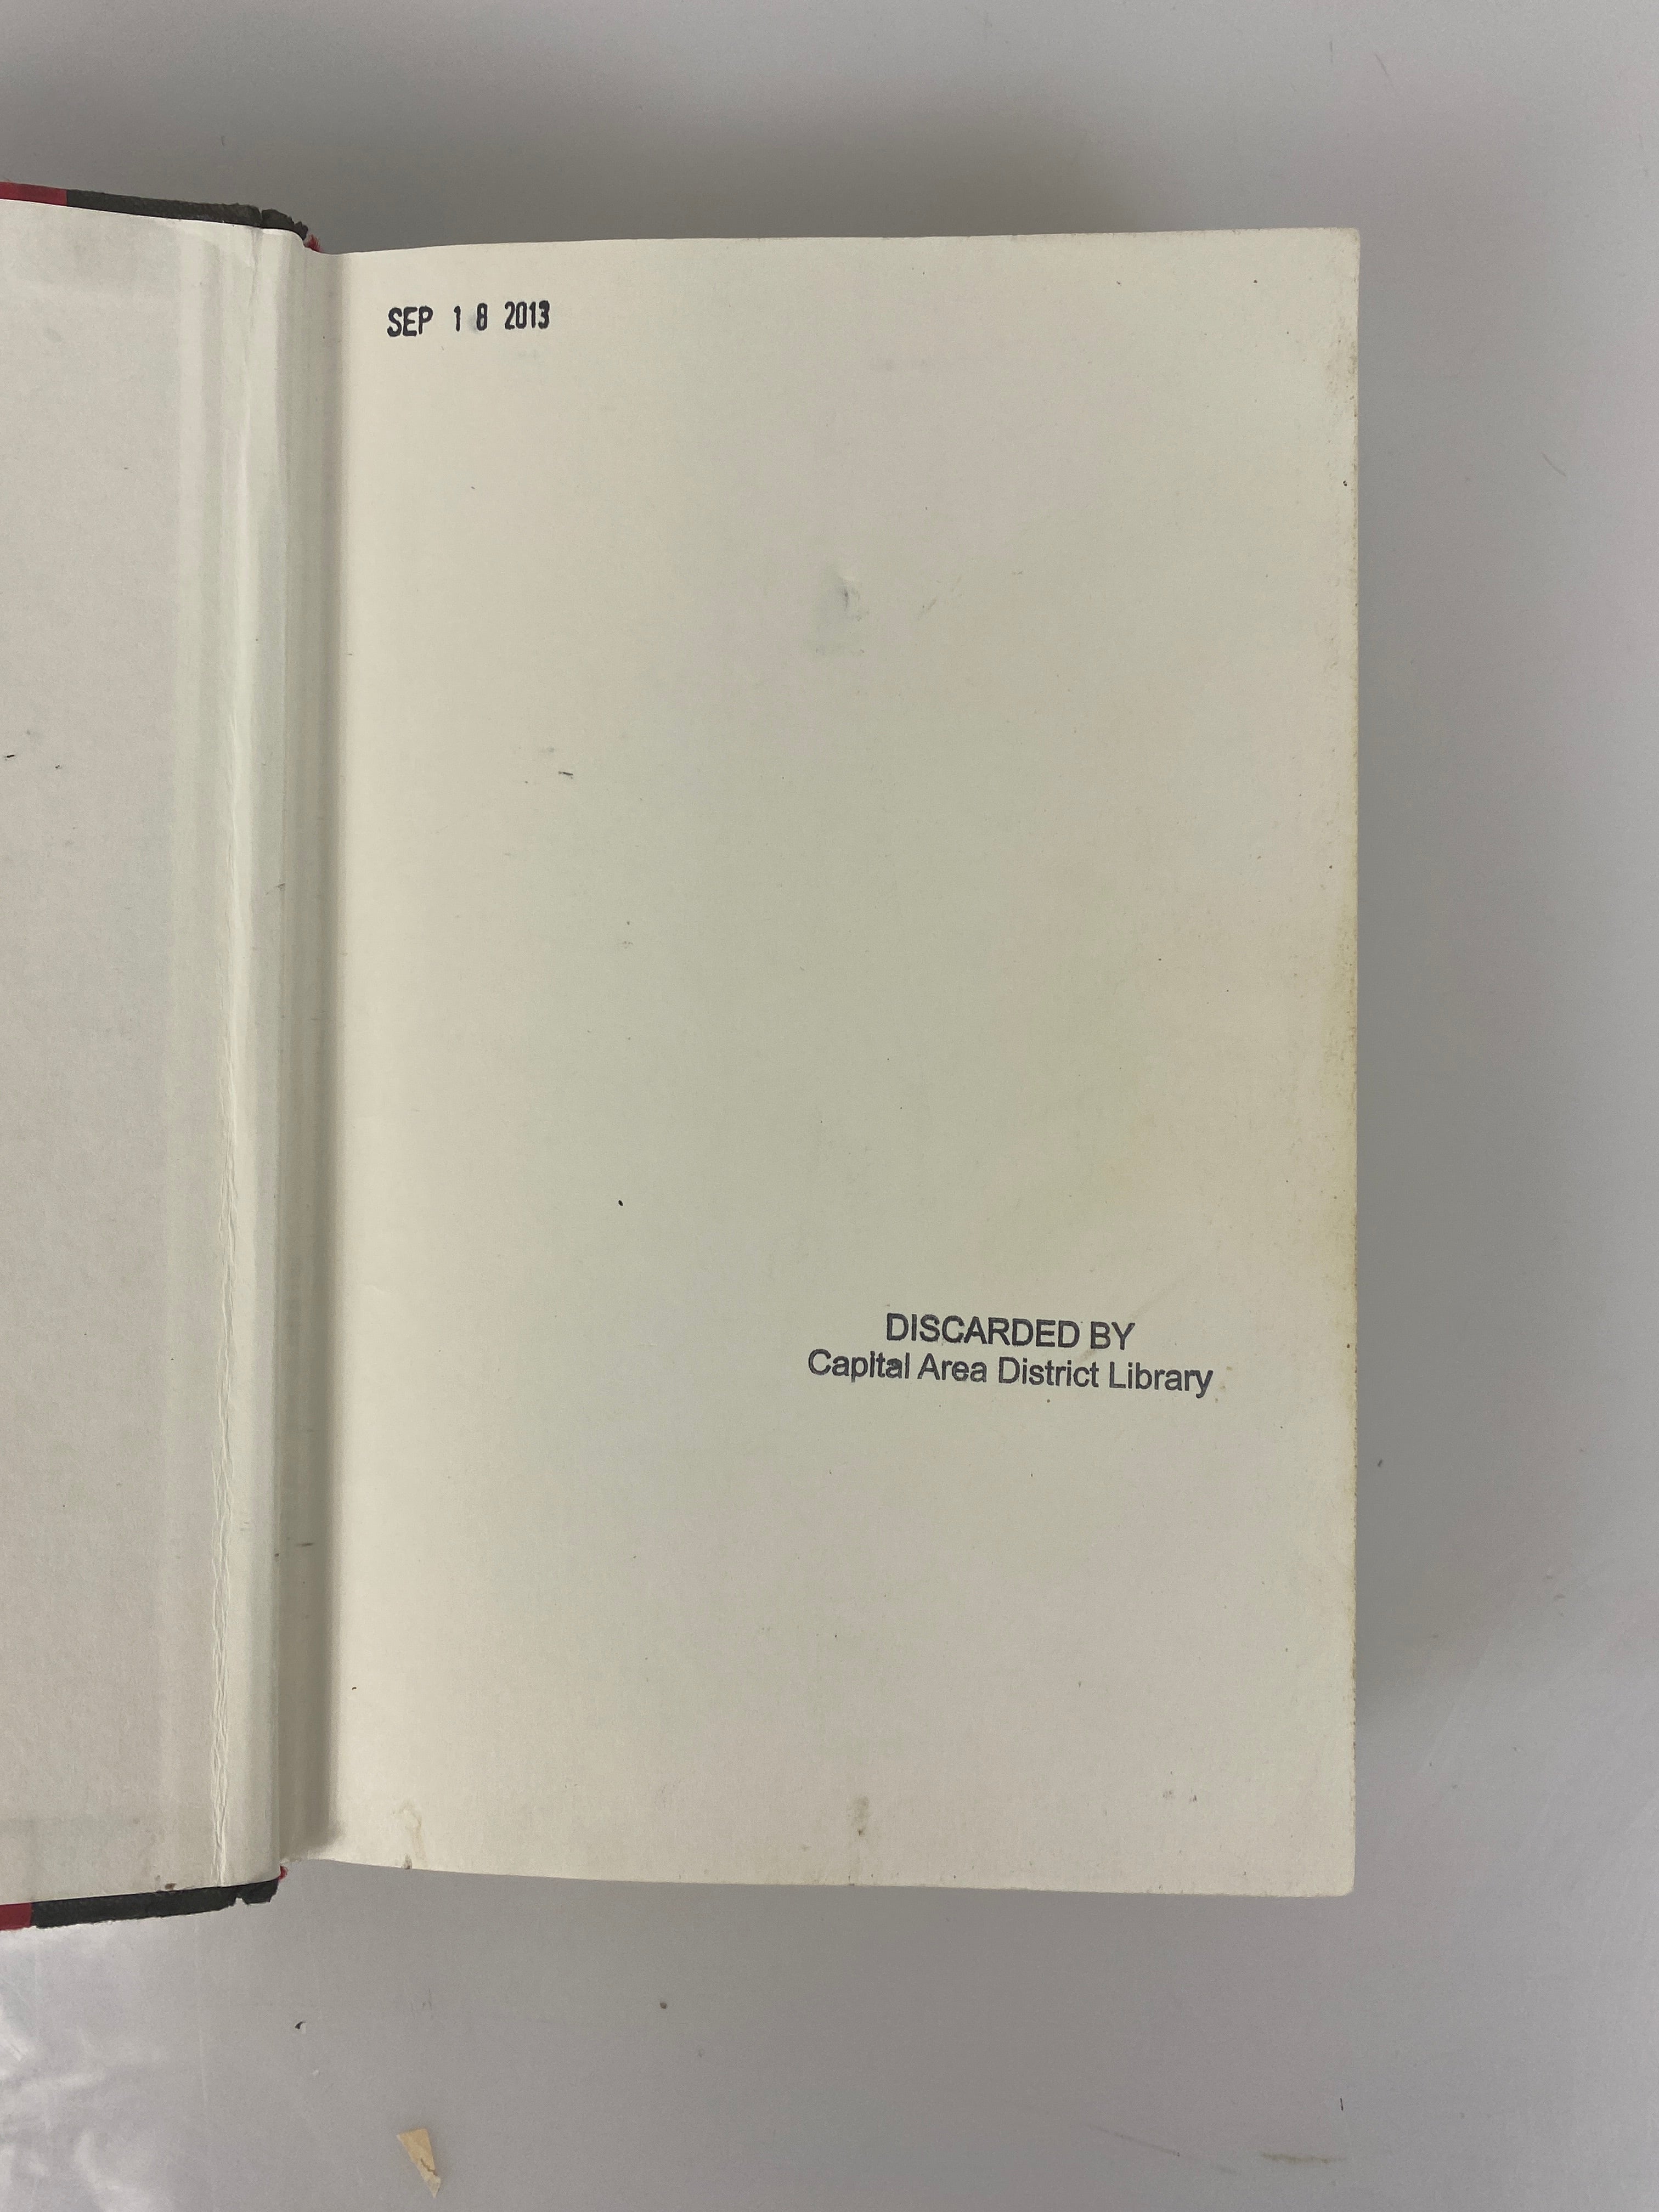 SEP 18 2013
DISCARDED BY
Capital Area District Library